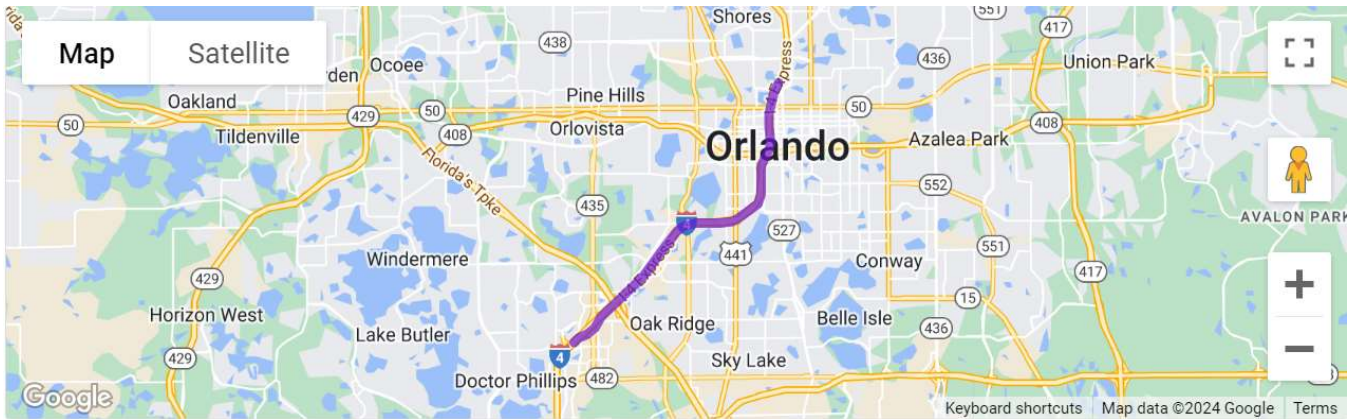 Map
Satellite
Shores
551
417
438
436
Union Park
Ocoee
Oakland
Pine Hills
50
429
50
Orlovista
50
Tildenville
408
Orlando
Azalea Park
408
Florida's Tpke
552
435
AVALON PARK
527
551
Windermere
4 Express
441
Conway
417
429
Horizon West
15
Lake Butler
Oak Ridge
Belle Isle
436
429
4
Sky Lake
Doctor Phillips
482
Google
Keyboard shortcuts
Map data ©2024 Google
Terms